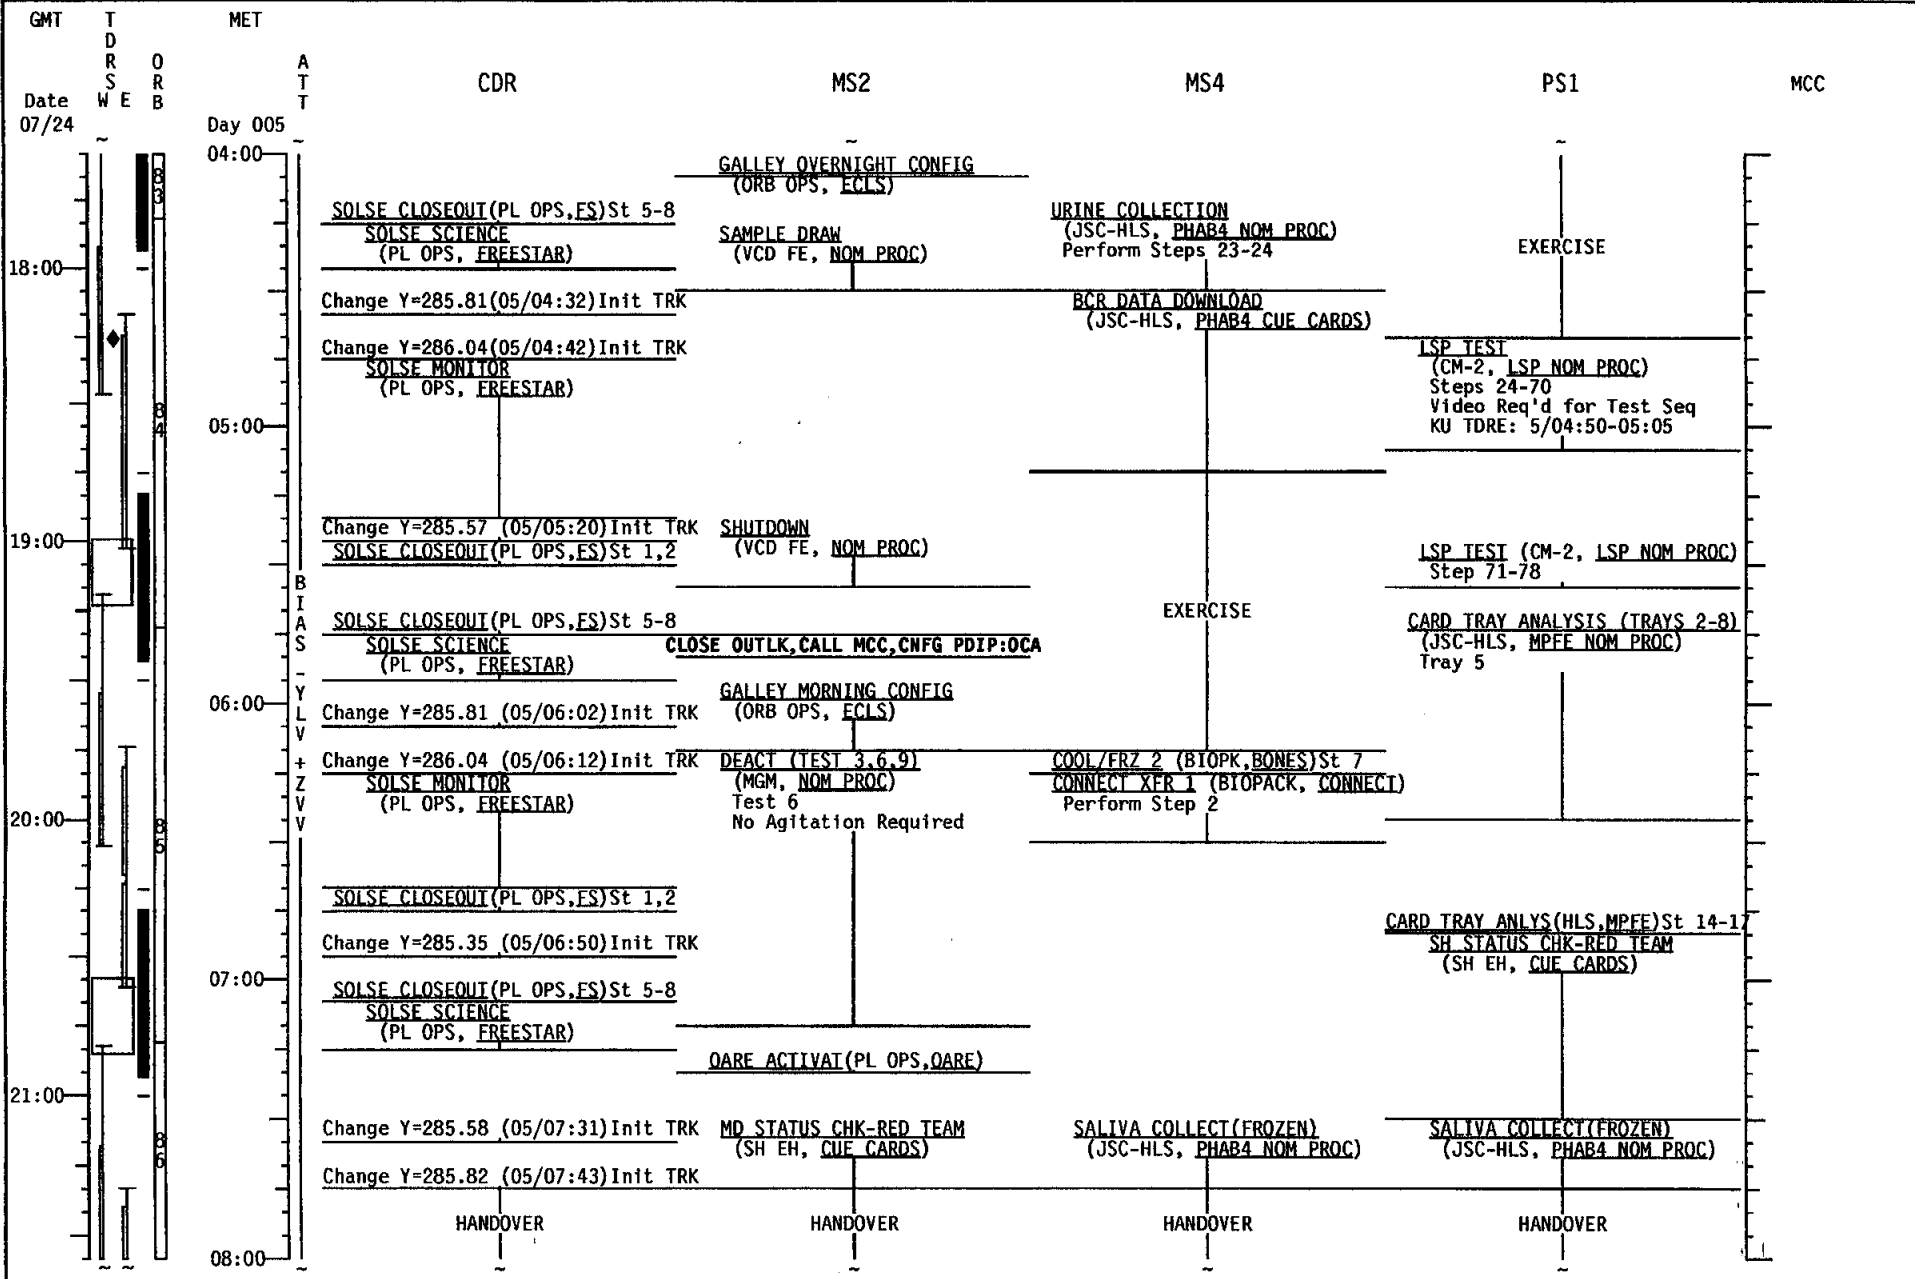 GMT
TDRS
W E
ORB
MET
ATT
CDR
MS2
MS4
PS1
MCC
Date
07/24
Day 005
04:00
05:00
06:00
07:00
08:00
18:00
19:00
20:00
21:00
83
84
85
86
BIAS -YLV +ZVV
SOLSE CLOSEOUT(PL OPS,FS)St 5-8
SOLSE SCIENCE
(PL OPS, FREESTAR)
Change Y=285.81(05/04:32)Init TRK
Change Y=286.04(05/04:42)Init TRK
SOLSE MONITOR
(PL OPS, FREESTAR)
Change Y=285.57 (05/05:20)Init TRK
SOLSE CLOSEOUT(PL OPS,FS)St 1,2
SOLSE CLOSEOUT(PL OPS,FS)St 5-8
SOLSE SCIENCE
(PL OPS, FREESTAR)
Change Y=285.81 (05/06:02)Init TRK
Change Y=286.04 (05/06:12)Init TRK
SOLSE MONITOR
(PL OPS, FREESTAR)
SOLSE CLOSEOUT(PL OPS,FS)St 1,2
Change Y=285.35 (05/06:50)Init TRK
SOLSE CLOSEOUT(PL OPS,FS)St 5-8
SOLSE SCIENCE
(PL OPS, FREESTAR)
Change Y=285.58 (05/07:31)Init TRK
Change Y=285.82 (05/07:43)Init TRK
HANDOVER
GALLEY OVERNIGHT CONFIG
(ORB OPS, ECLS)
SAMPLE DRAW
(VCD FE, NOM PROC)
SHUTDOWN
(VCD FE, NOM PROC)
CLOSE OUTLK,CALL MCC,CNFG PDIP:OCA
GALLEY MORNING CONFIG
(ORB OPS, ECLS)
DEACT (TEST 3,6,9)
(MGM, NOM PROC)
Test 6
No Agitation Required
OARE ACTIVAT(PL OPS,OARE)
MD STATUS CHK-RED TEAM
(SH EH, CUE CARDS)
HANDOVER
URINE COLLECTION
(JSC-HLS, PHAB4 NOM PROC)
Perform Steps 23-24
BCR DATA DOWNLOAD
(JSC-HLS, PHAB4 CUE CARDS)
EXERCISE
COOL/FRZ 2 (BIOPK,BONES)St 7
CONNECT XFR 1 (BIOPACK, CONNECT)
Perform Step 2
SALIVA COLLECT(FROZEN)
(JSC-HLS, PHAB4 NOM PROC)
HANDOVER
EXERCISE
LSP TEST
(CM-2, LSP NOM PROC)
Steps 24-70
Video Req'd for Test Seq
KU TDRE: 5/04:50-05:05
LSP TEST (CM-2, LSP NOM PROC)
Step 71-78
CARD TRAY ANALYSIS (TRAYS 2-8)
(JSC-HLS, MPFE NOM PROC)
Tray 5
CARD TRAY ANLYS(HLS,MPFE)St 14-17
SH STATUS CHK-RED TEAM
(SH EH, CUE CARDS)
SALIVA COLLECT(FROZEN)
(JSC-HLS, PHAB4 NOM PROC)
HANDOVER